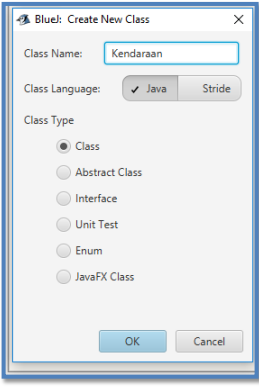 BlueJ: Create New Class
Class Name: Kendaraan
Class Language: Java Stride
Class Type
Class
Abstract Class
Interface
Unit Test
Enum
JavaFX Class
OK Cancel